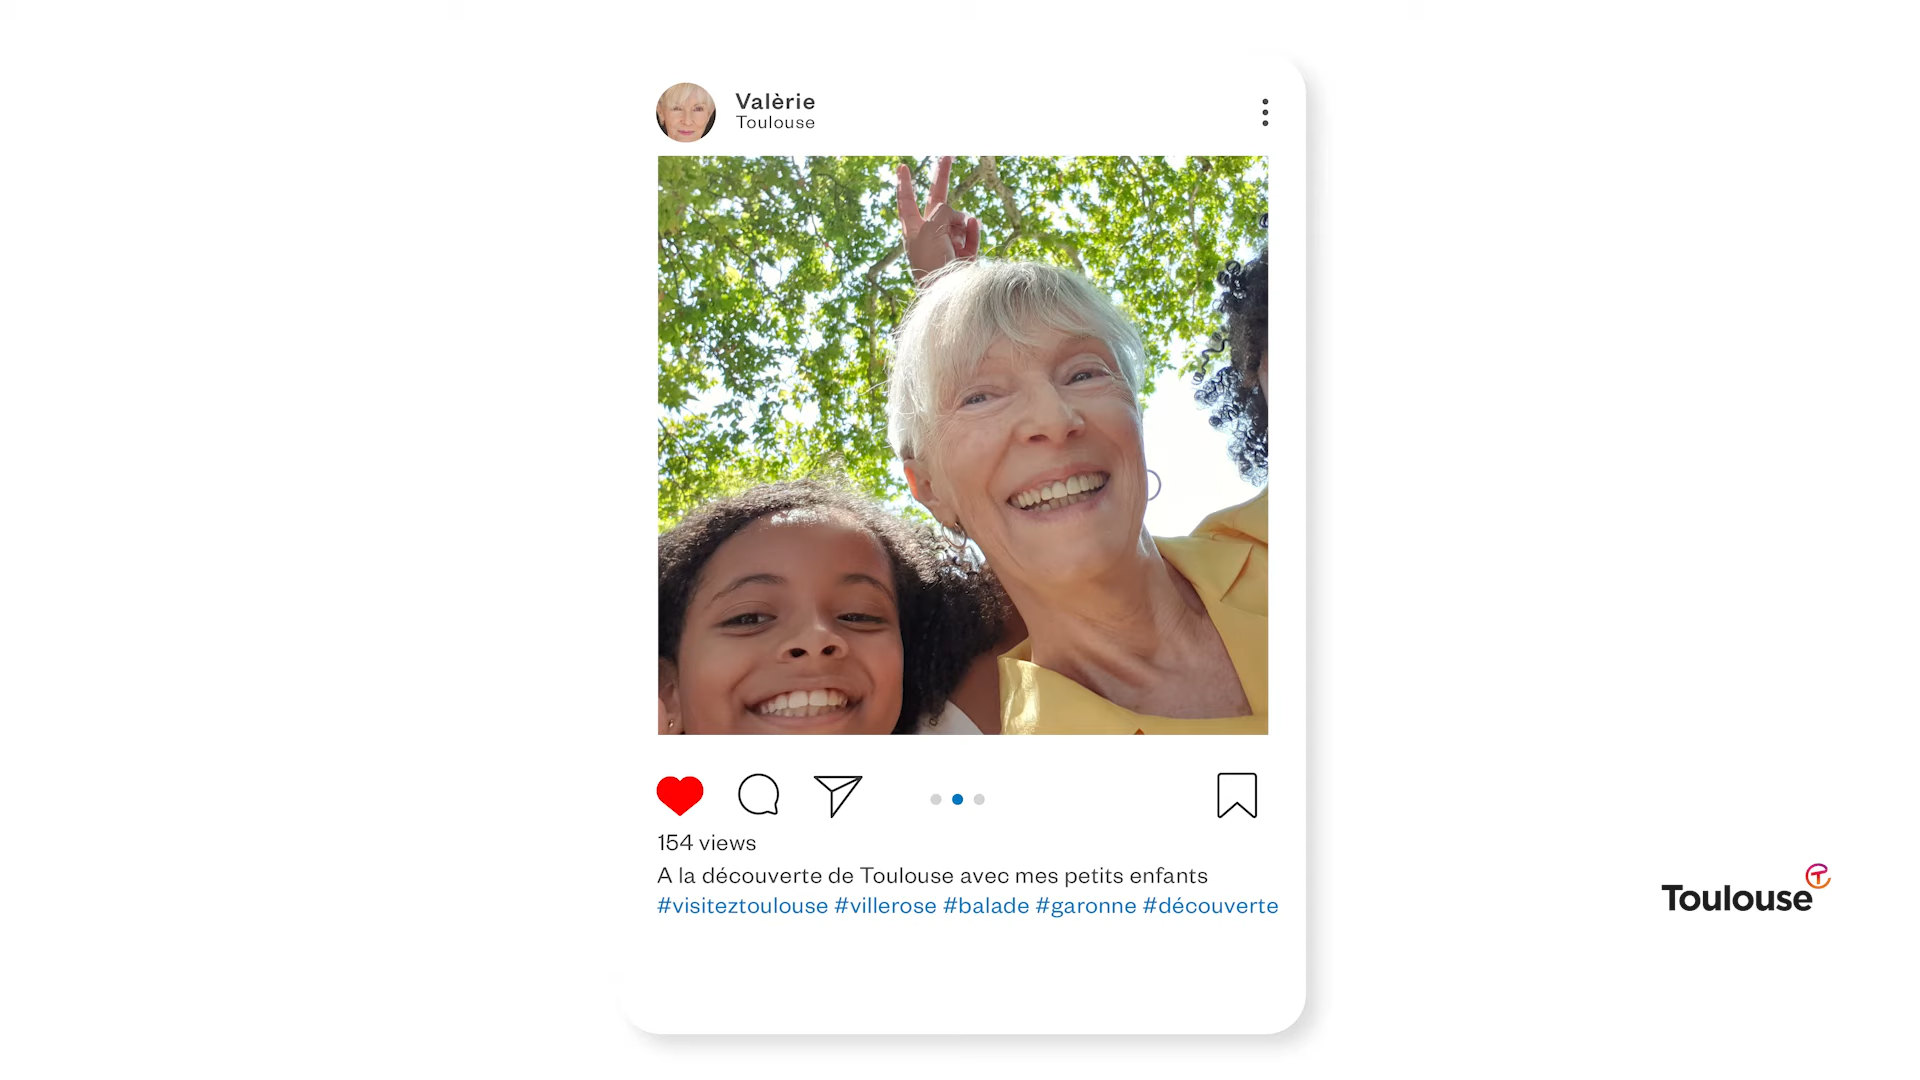 Valèrie
Toulouse
154 views
A la découverte de Toulouse avec mes petits enfants
#visiteztoulouse #villerose #balade #garonne #découverte
Toulouse